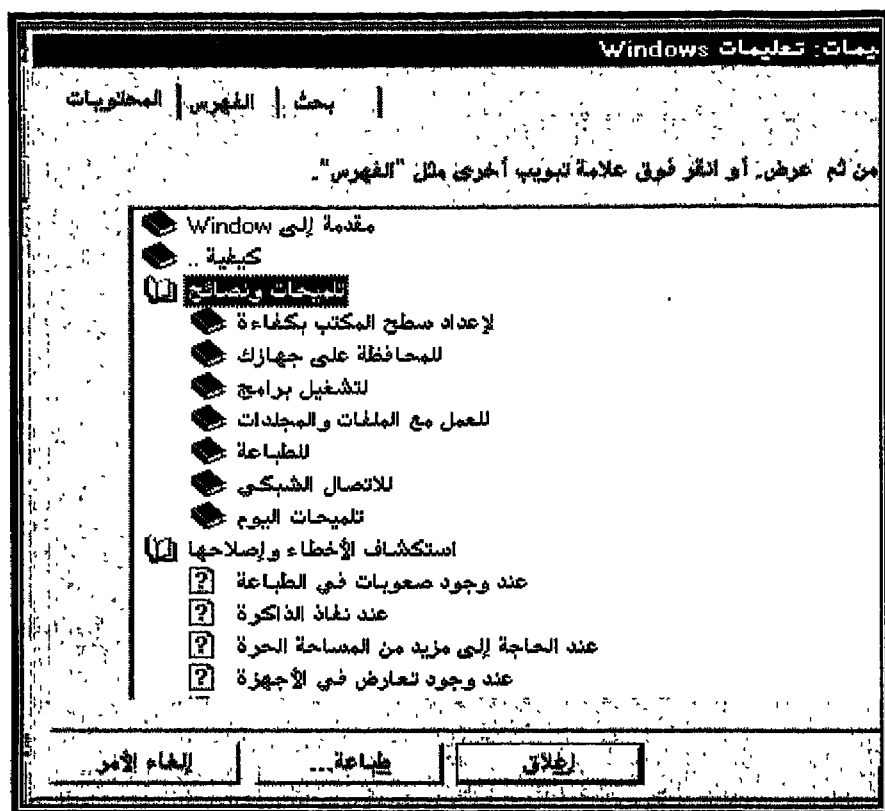 يمات: تعليمات Windows
المحتويات الفهرس بحث
من ثم عرض. أو انقر فوق علامة تبويب أخرى مثل "الفهرس".
مقدمة إلى Window
كيفية ..
تلميحات ونصائح
لإعداد سطح المكتب بكفاءة
للمحافظة على جهازك
لتشغيل برامج
للعمل مع الملفات والمجلدات
للطباعة
للاتصال الشبكي
تلميحات اليوم
استكشاف الأخطاء وإصلاحها
عند وجود صعوبات في الطباعة
عند نفاذ الذاكرة
عند الحاجة إلى مزيد من المساحة الحرة
عند وجود تعارض في الأجهزة
إغلاق طباعة... إلغاء الأمر